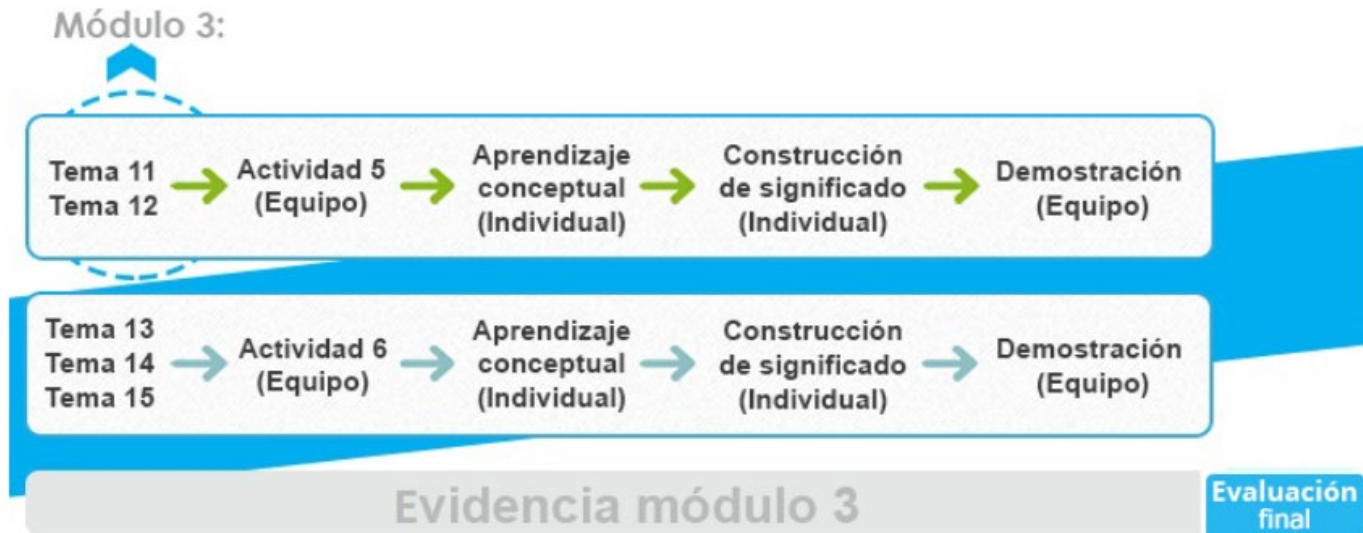 Módulo 3:
Tema 11
Tema 12
Actividad 5
(Equipo)
Aprendizaje
conceptual
(Individual)
Construcción
de significado
(Individual)
Demostración
(Equipo)
Tema 13
Tema 14
Tema 15
Actividad 6
(Equipo)
Aprendizaje
conceptual
(Individual)
Construcción
de significado
(Individual)
Demostración
(Equipo)
Evidencia módulo 3
Evaluación
final